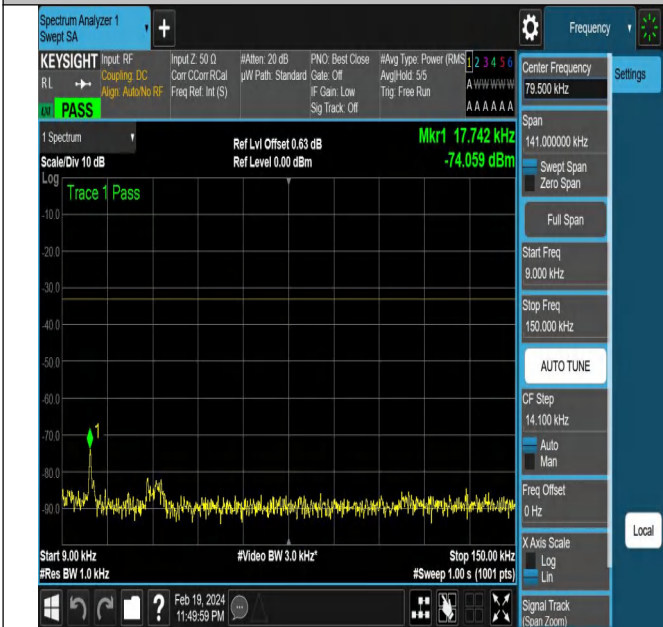 Spectrum Analyzer 1
Swept SA
+
Frequency
KEYSIGHT
RL
PASS
Input: RF
Coupling: DC
Align: Auto/No RF
Input Z: 50 Ω
Corr CCorr RCal
Freq Ref: Int (S)
#Atten: 20 dB
µW Path: Standard
PNO: Best Close
Gate: Off
IF Gain: Low
Sig Track: Off
#Avg Type: Power (RMS
Avg|Hold: 5/5
Trig: Free Run
1 2 3 4 5 6
A W W W W W
A A A A A A
1 Spectrum
Scale/Div 10 dB
Ref Lvl Offset 0.63 dB
Ref Level 0.00 dBm
Mkr1 17.742 kHz
-74.059 dBm
Log
Trace 1 Pass
-10.0
-20.0
-30.0
-40.0
-50.0
-60.0
-70.0
-80.0
-90.0
1
Start 9.00 kHz
#Res BW 1.0 kHz
#Video BW 3.0 kHz*
Stop 150.00 kHz
#Sweep 1.00 s (1001 pts)
Center Frequency
79.500 kHz
Settings
Span
141.000000 kHz
Swept Span
Zero Span
Full Span
Start Freq
9.000 kHz
Stop Freq
150.000 kHz
AUTO TUNE
CF Step
14.100 kHz
Auto
Man
Freq Offset
0 Hz
X Axis Scale
Log
Lin
Local
Signal Track
(Span Zoom)
?
Feb 19, 2024
11:49:59 PM